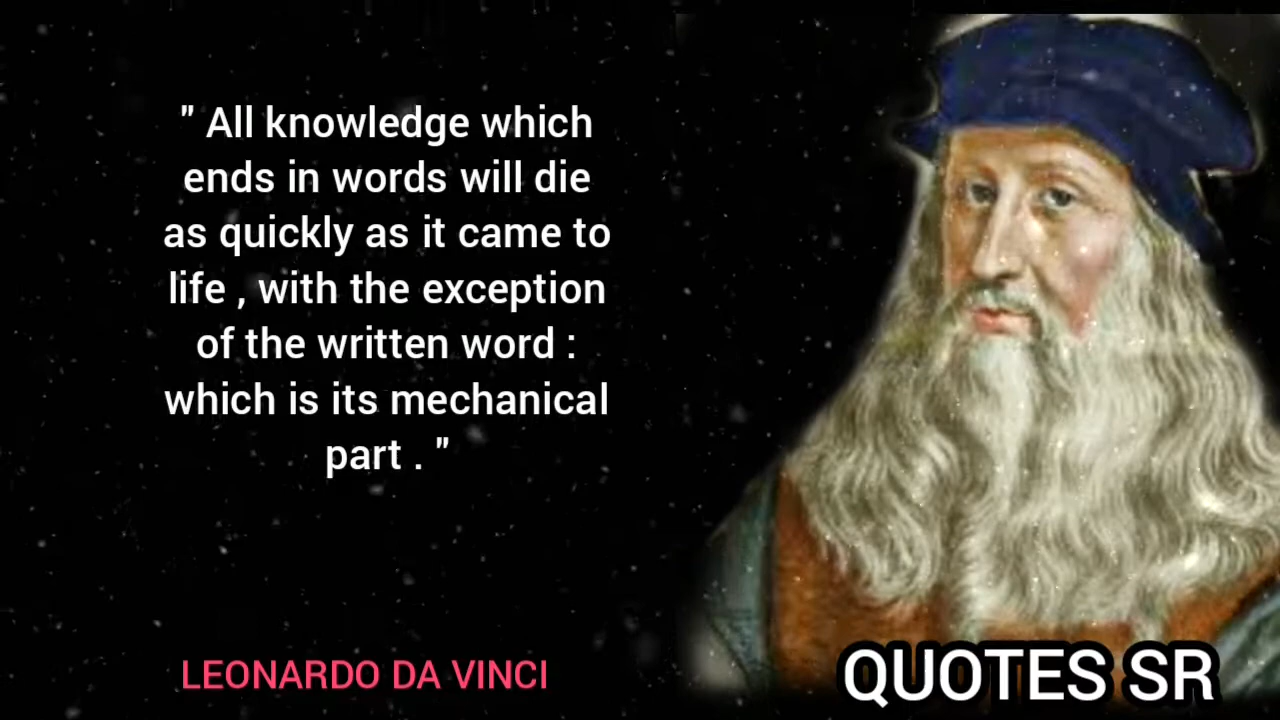 " All knowledge which
ends in words will die
as quickly as it came to
life , with the exception
of the written word :
which is its mechanical
part . "
LEONARDO DA VINCI
QUOTES SR